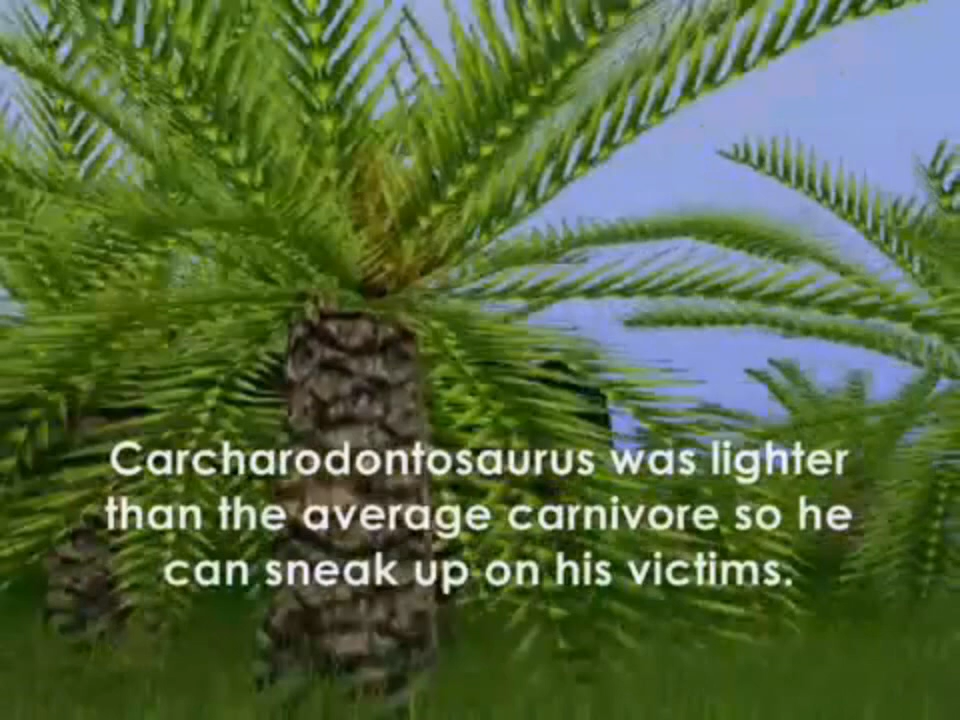 Carcharodontosaurus was lighter
than the average carnivore so he
can sneak up on his victims.